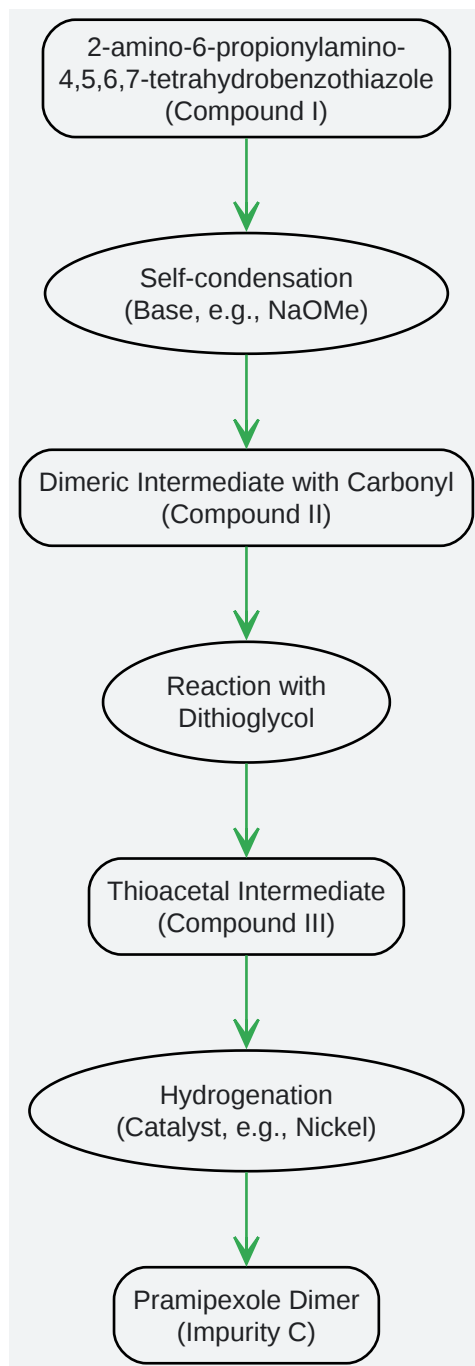 2-amino-6-propionylamino-
4,5,6,7-tetrahydrobenzothiazole
(Compound I)
Self-condensation
(Base, e.g., NaOMe)
Dimeric Intermediate with Carbonyl
(Compound II)
Reaction with
Dithioglycol
Thioacetal Intermediate
(Compound III)
Hydrogenation
(Catalyst, e.g., Nickel)
Pramipexole Dimer
(Impurity C)